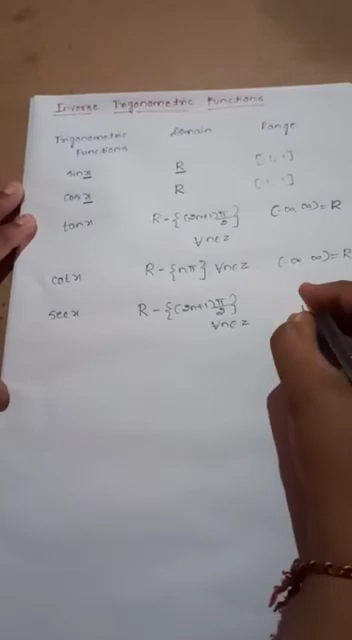 Inverse Trigonometric Functions
Trigonometric Functions Domain Range
sin x R [-1, 1]
cos x R [-1, 1]
tan x R - {(2n+1) π/2} ∀ n ∈ Z (-∞, ∞) = R
cot x R - {nπ} ∀ n ∈ Z (-∞, ∞) = R
sec x R - {(2n+1) π/2} ∀ n ∈ Z